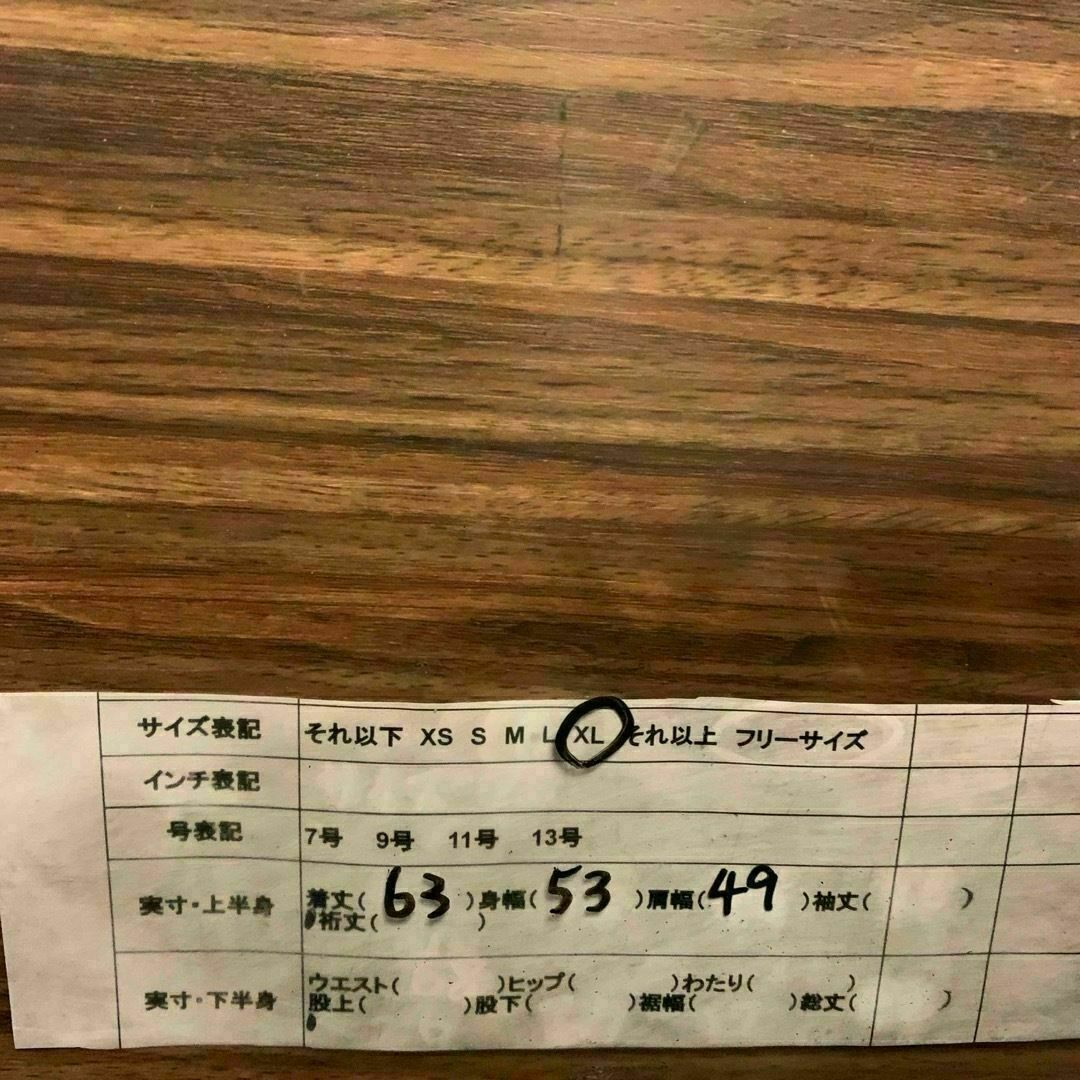 サイズ表記 それ以下 XS S M L XL それ以上 フリーサイズ
インチ表記
号表記 7号 9号 11号 13号
実寸・上半身 着丈( 63 )身幅( 53 )肩幅( 49 )袖丈( )
裄丈( )
実寸・下半身 ウエスト( )ヒップ( )わたり( )
股上( )股下( )裾幅( )総丈( )